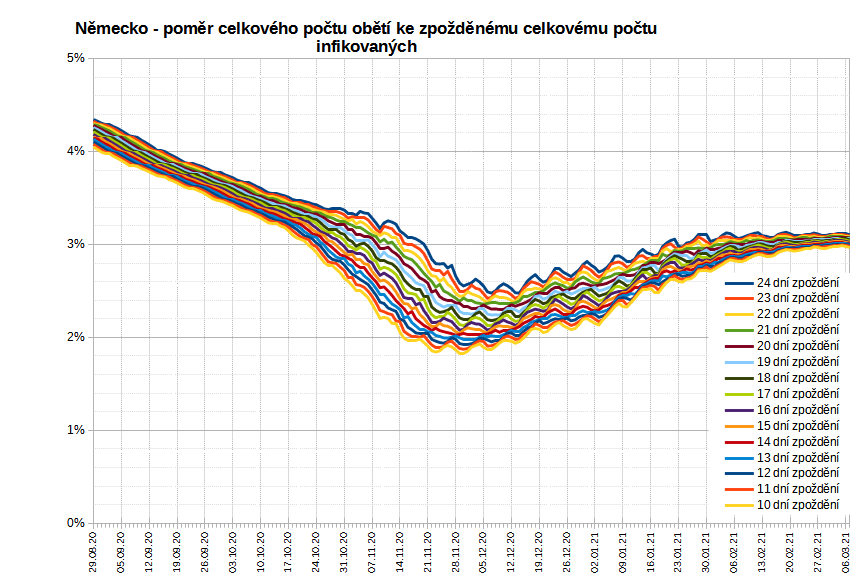 Německo - poměr celkového počtu obětí ke zpožděnému celkovému počtu
infikovaných
5%
4%
3%
2%
1%
0%
24 dní zpoždění
23 dní zpoždění
22 dní zpoždění
21 dní zpoždění
20 dní zpoždění
19 dní zpoždění
18 dní zpoždění
17 dní zpoždění
16 dní zpoždění
15 dní zpoždění
14 dní zpoždění
13 dní zpoždění
12 dní zpoždění
11 dní zpoždění
10 dní zpoždění
29.08.20
05.09.20
12.09.20
19.09.20
26.09.20
03.10.20
10.10.20
17.10.20
24.10.20
31.10.20
07.11.20
14.11.20
21.11.20
28.11.20
05.12.20
12.12.20
19.12.20
26.12.20
02.01.21
09.01.21
16.01.21
23.01.21
30.01.21
06.02.21
13.02.21
20.02.21
27.02.21
06.03.21